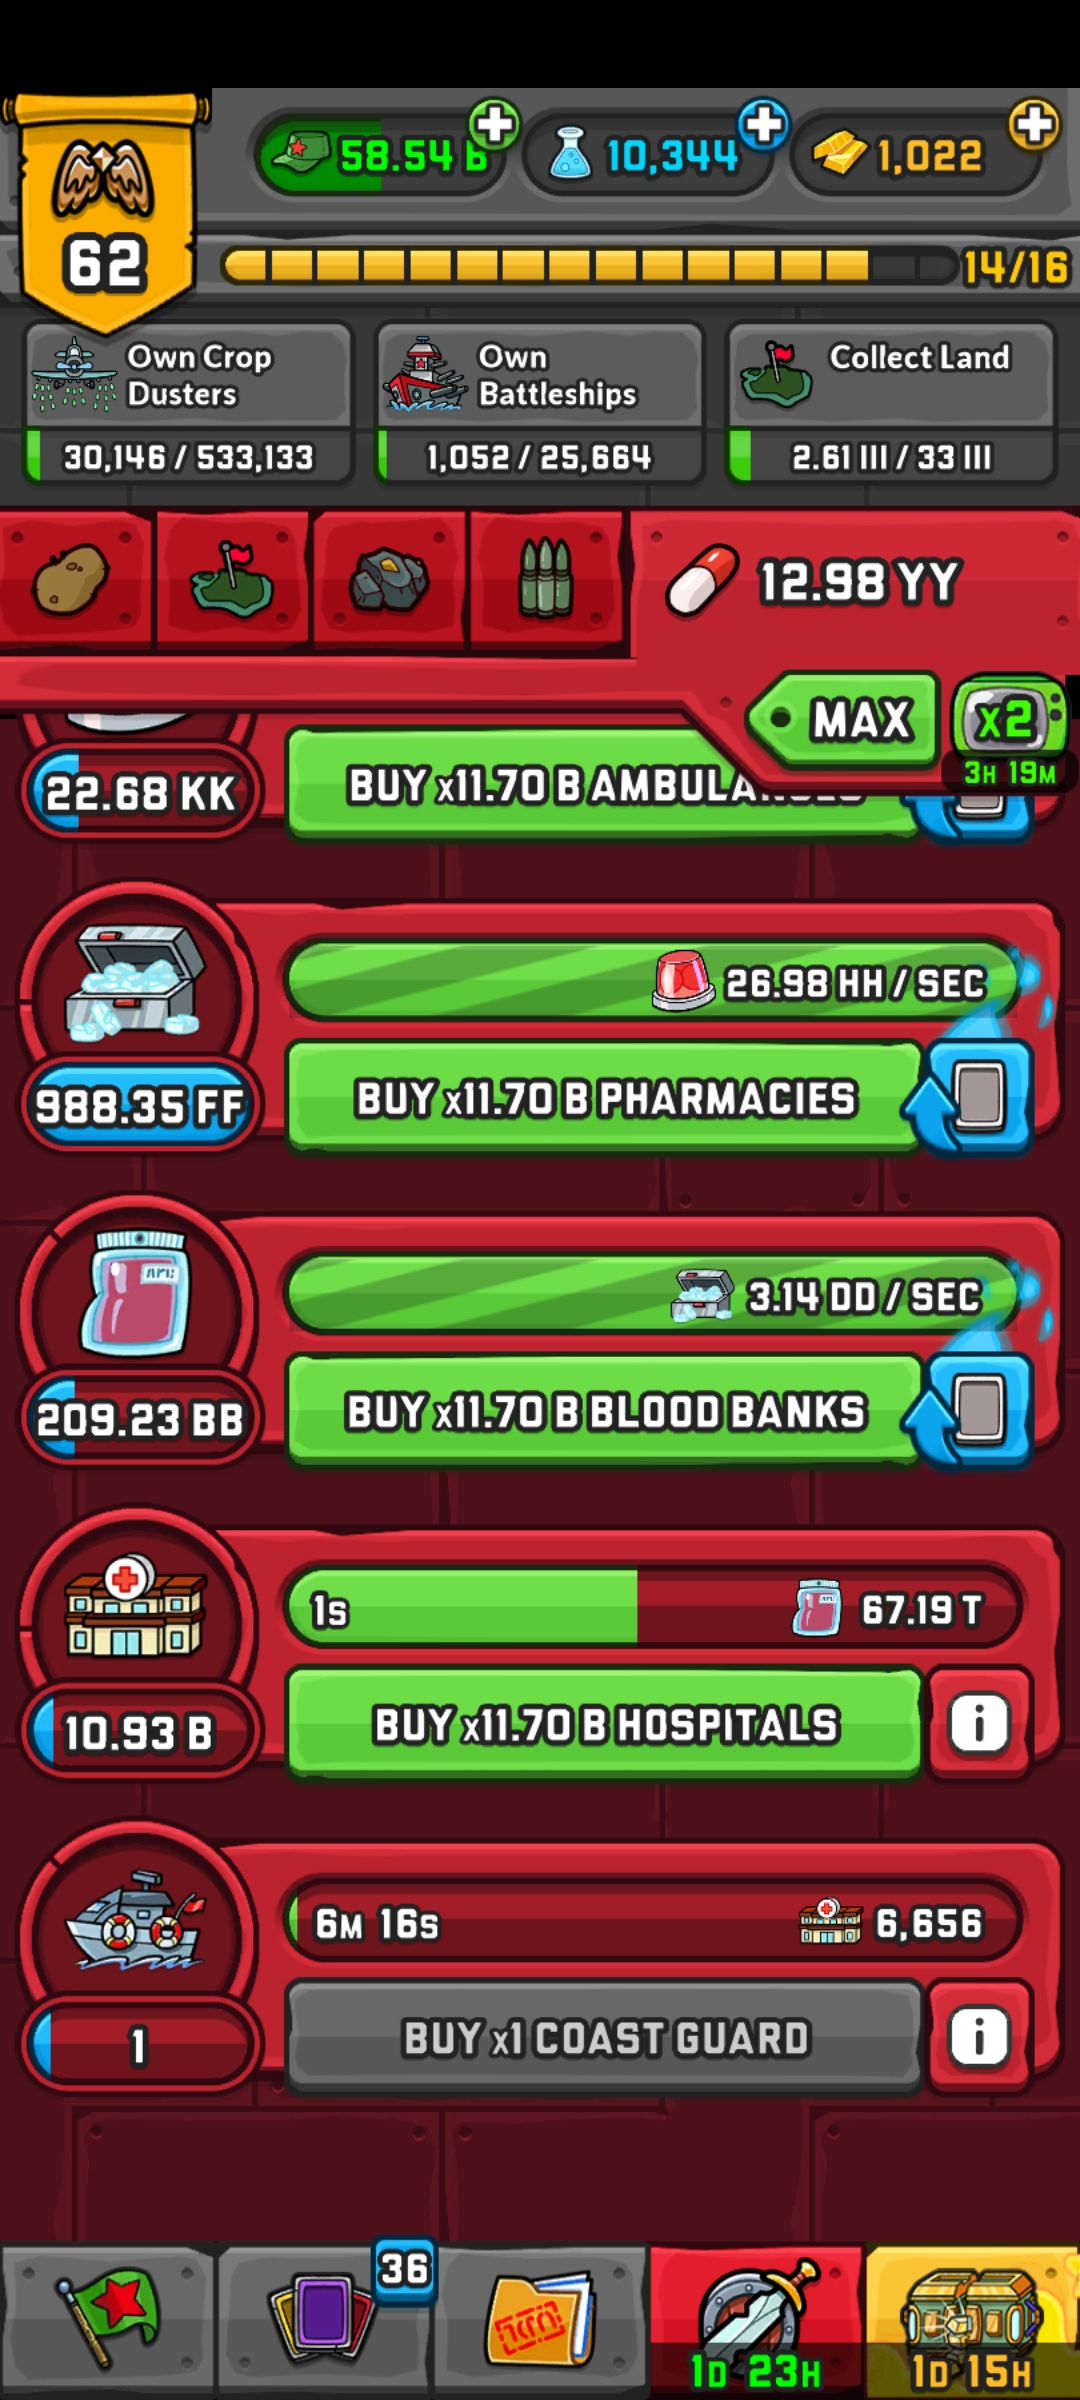 58.54 B
10,344
1,022
62
14/16
Own Crop
Dusters
30,146 / 533,133
Own
Battleships
1,052 / 25,664
Collect Land
2.61 III / 33 III
12.98 YY
MAX
x2
3H 19M
22.68 KK
BUY x11.70 B
26.98 HH / SEC
988.35 FF
BUY x11.70 B PHARMACIES
3.14 DD / SEC
209.23 BB
BUY x11.70 B BLOOD BANKS
1S
67.19 T
10.93 B
BUY x11.70 B HOSPITALS
i
6M 16S
6,656
1
BUY x1 COAST GUARD
i
36
1D 23H
1D 15H